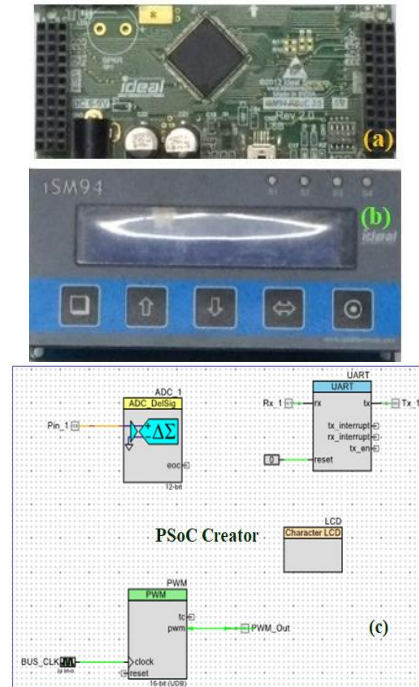 ideal
DC 6-9V
Rev 2.0
5V
(a)
iSM94
(b)
ideal
ADC_1
ADC_DelSig
Pin_1
ΔΣ
eoc
12-bit
UART
UART
Rx_1 rx tx Tx_1
tx_interrupt
rx_interrupt
tx_en
0 reset
LCD
Character LCD
PSoC Creator
PWM
PWM
tc
pwm PWM_Out
BUS_CLK clock
reset
16-bit (UDB)
(c)